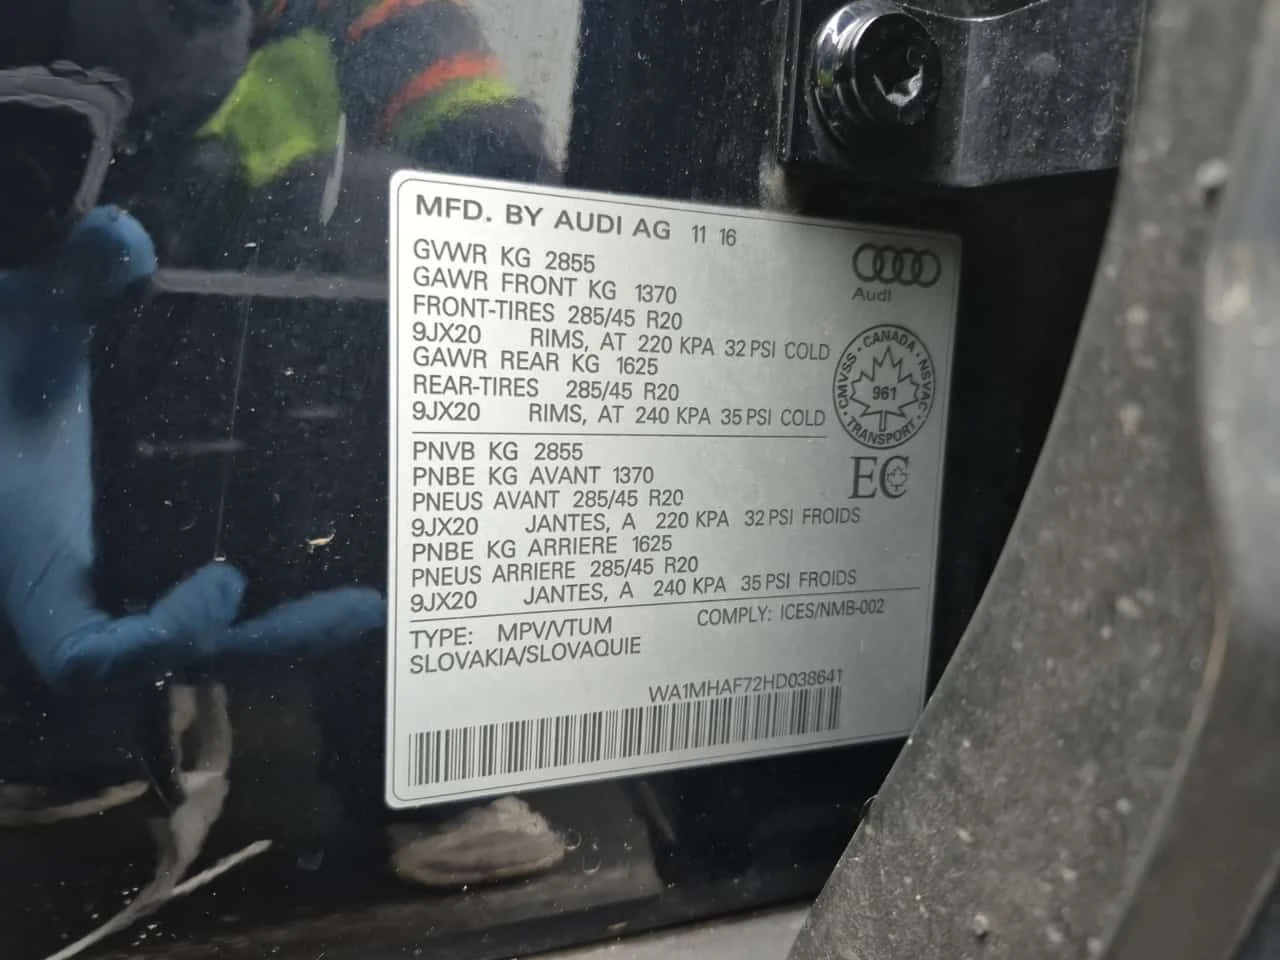 MFD. BY AUDI AG 11 16
GVWR KG 2855
GAWR FRONT KG 1370
FRONT-TIRES 285/45 R20
9JX20 RIMS, AT 220 KPA 32 PSI COLD
GAWR REAR KG 1625
REAR-TIRES 285/45 R20
9JX20 RIMS, AT 240 KPA 35 PSI COLD
Audi
CMVSS · CANADA · NSVAC · TRANSPORT ·
961
EC
PNVB KG 2855
PNBE KG AVANT 1370
PNEUS AVANT 285/45 R20
9JX20 JANTES, A 220 KPA 32 PSI FROIDS
PNBE KG ARRIERE 1625
PNEUS ARRIERE 285/45 R20
9JX20 JANTES, A 240 KPA 35 PSI FROIDS
TYPE: MPV/VTUM COMPLY: ICES/NMB-002
SLOVAKIA/SLOVAQUIE
WA1MHAF72HD038641